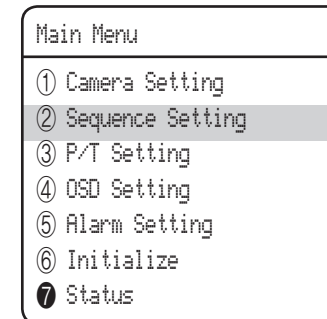 Main Menu
① Camera Setting
② Sequence Setting
③ P/T Setting
④ OSD Setting
⑤ Alarm Setting
⑥ Initialize
❼ Status